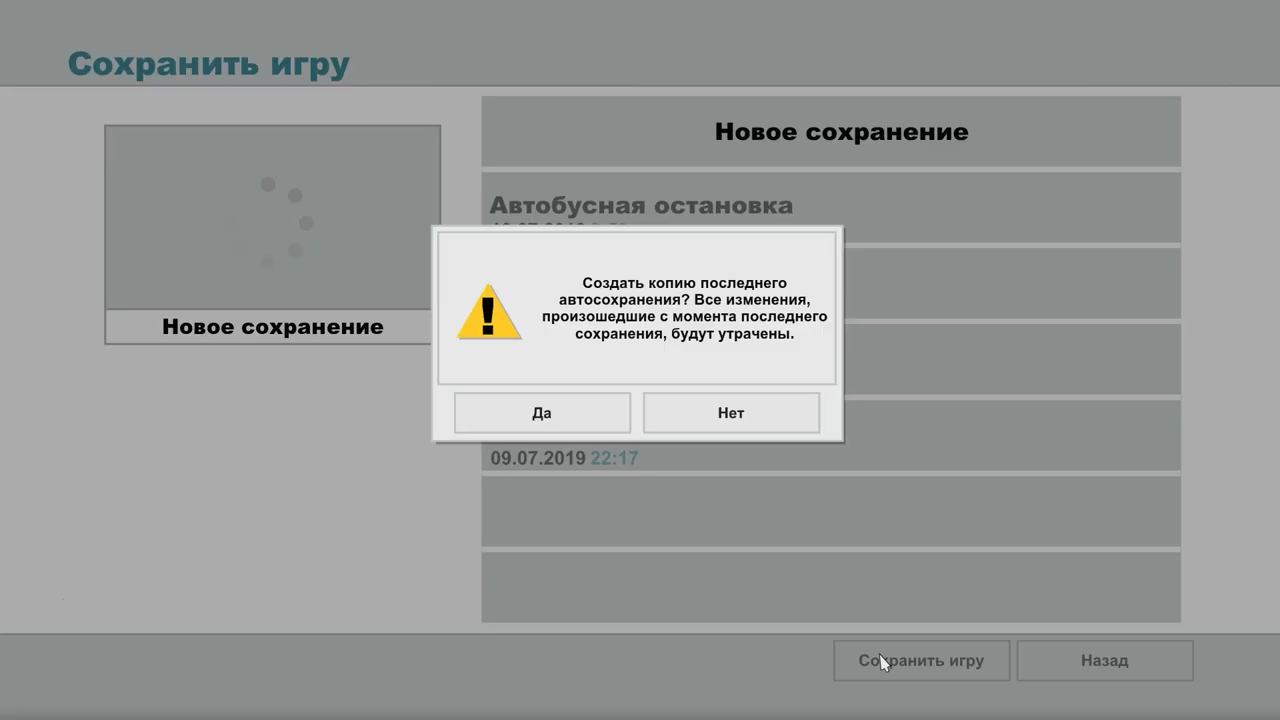 Сохранить игру
Новое сохранение
Автобусная остановка
Новое сохранение
Создать копию последнего
автосохранения? Все изменения,
произошедшие с момента последнего
сохранения, будут утрачены.
Да
Нет
09.07.2019 22:17
Сохранить игру
Назад